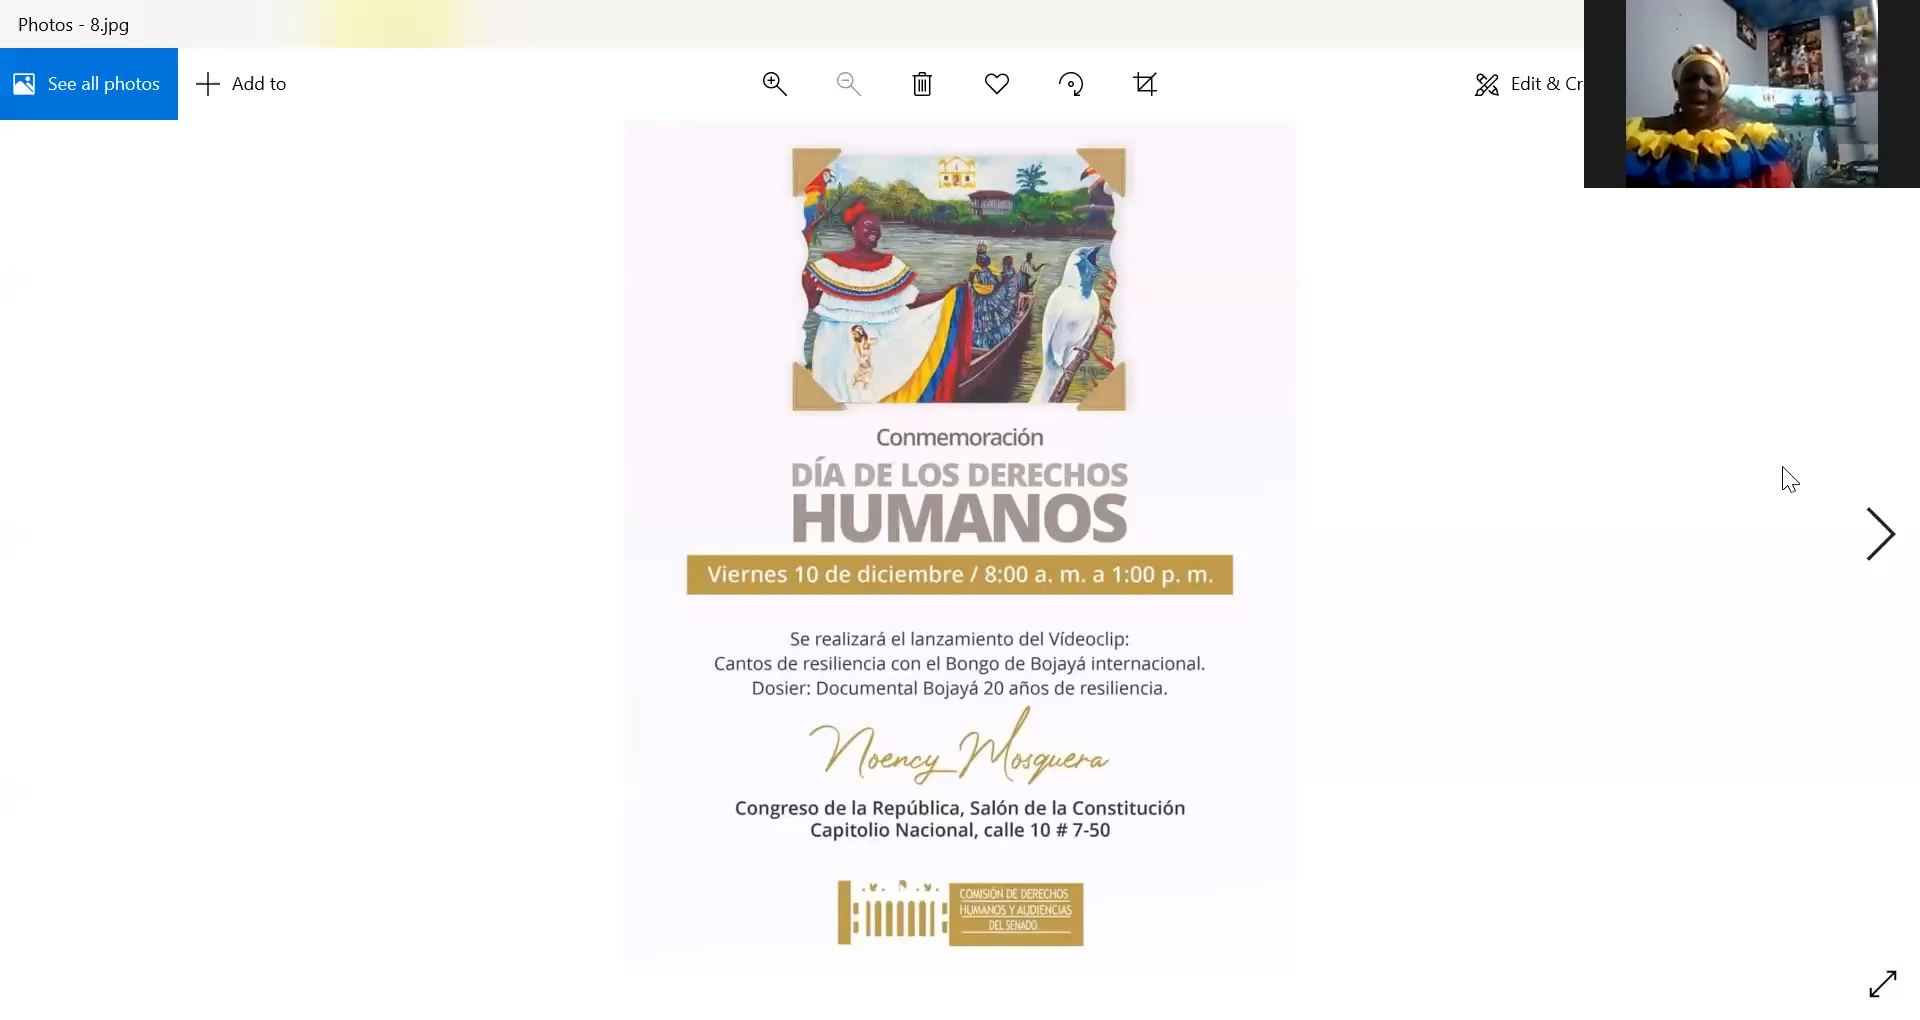 Photos - 8.jpg
See all photos
Add to
Edit & Cr
Conmemoración
DÍA DE LOS DERECHOS
HUMANOS
Viernes 10 de diciembre / 8:00 a. m. a 1:00 p. m.
Se realizará el lanzamiento del Vídeoclip:
Cantos de resiliencia con el Bongo de Bojayá internacional.
Dosier: Documental Bojayá 20 años de resiliencia.
Noency Mosquera
Congreso de la República, Salón de la Constitución
Capitolio Nacional, calle 10 # 7-50
COMISIÓN DE DERECHOS
HUMANOS Y AUDIENCIAS
DEL SENADO